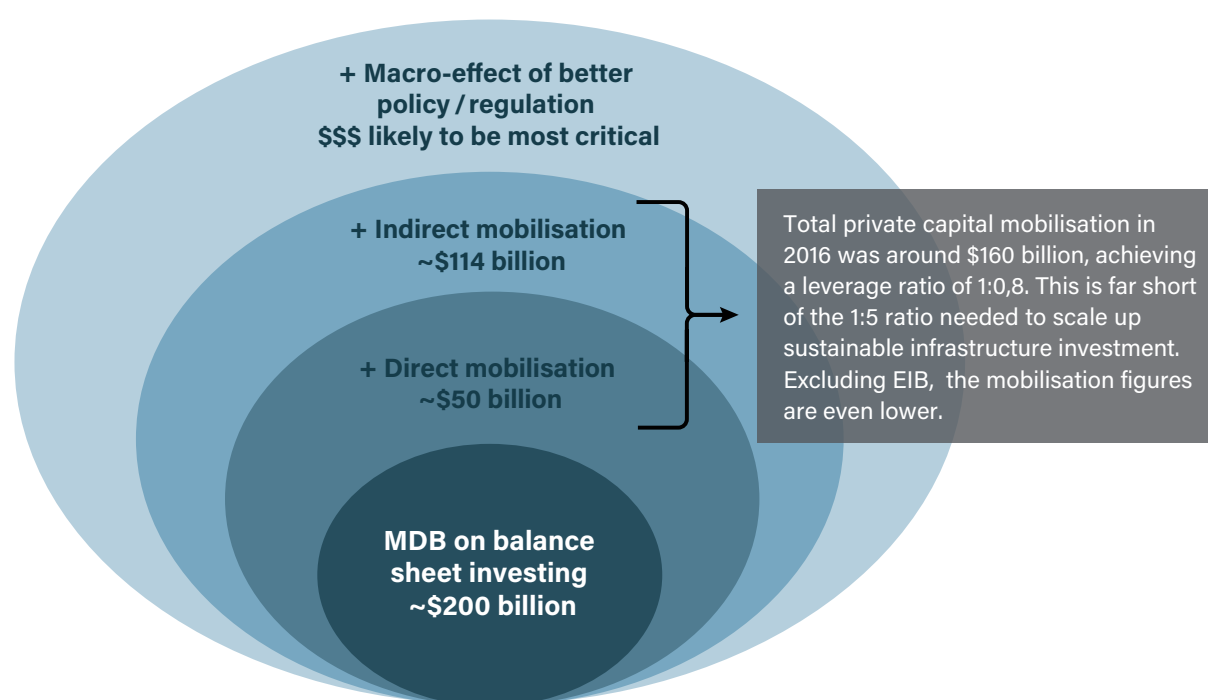 + Macro-effect of better
policy / regulation
$$$ likely to be most critical
+ Indirect mobilisation
~$114 billion
+ Direct mobilisation
~$50 billion
MDB on balance
sheet investing
~$200 billion
Total private capital mobilisation in
2016 was around $160 billion, achieving
a leverage ratio of 1:0,8. This is far short
of the 1:5 ratio needed to scale up
sustainable infrastructure investment.
Excluding EIB, the mobilisation figures
are even lower.